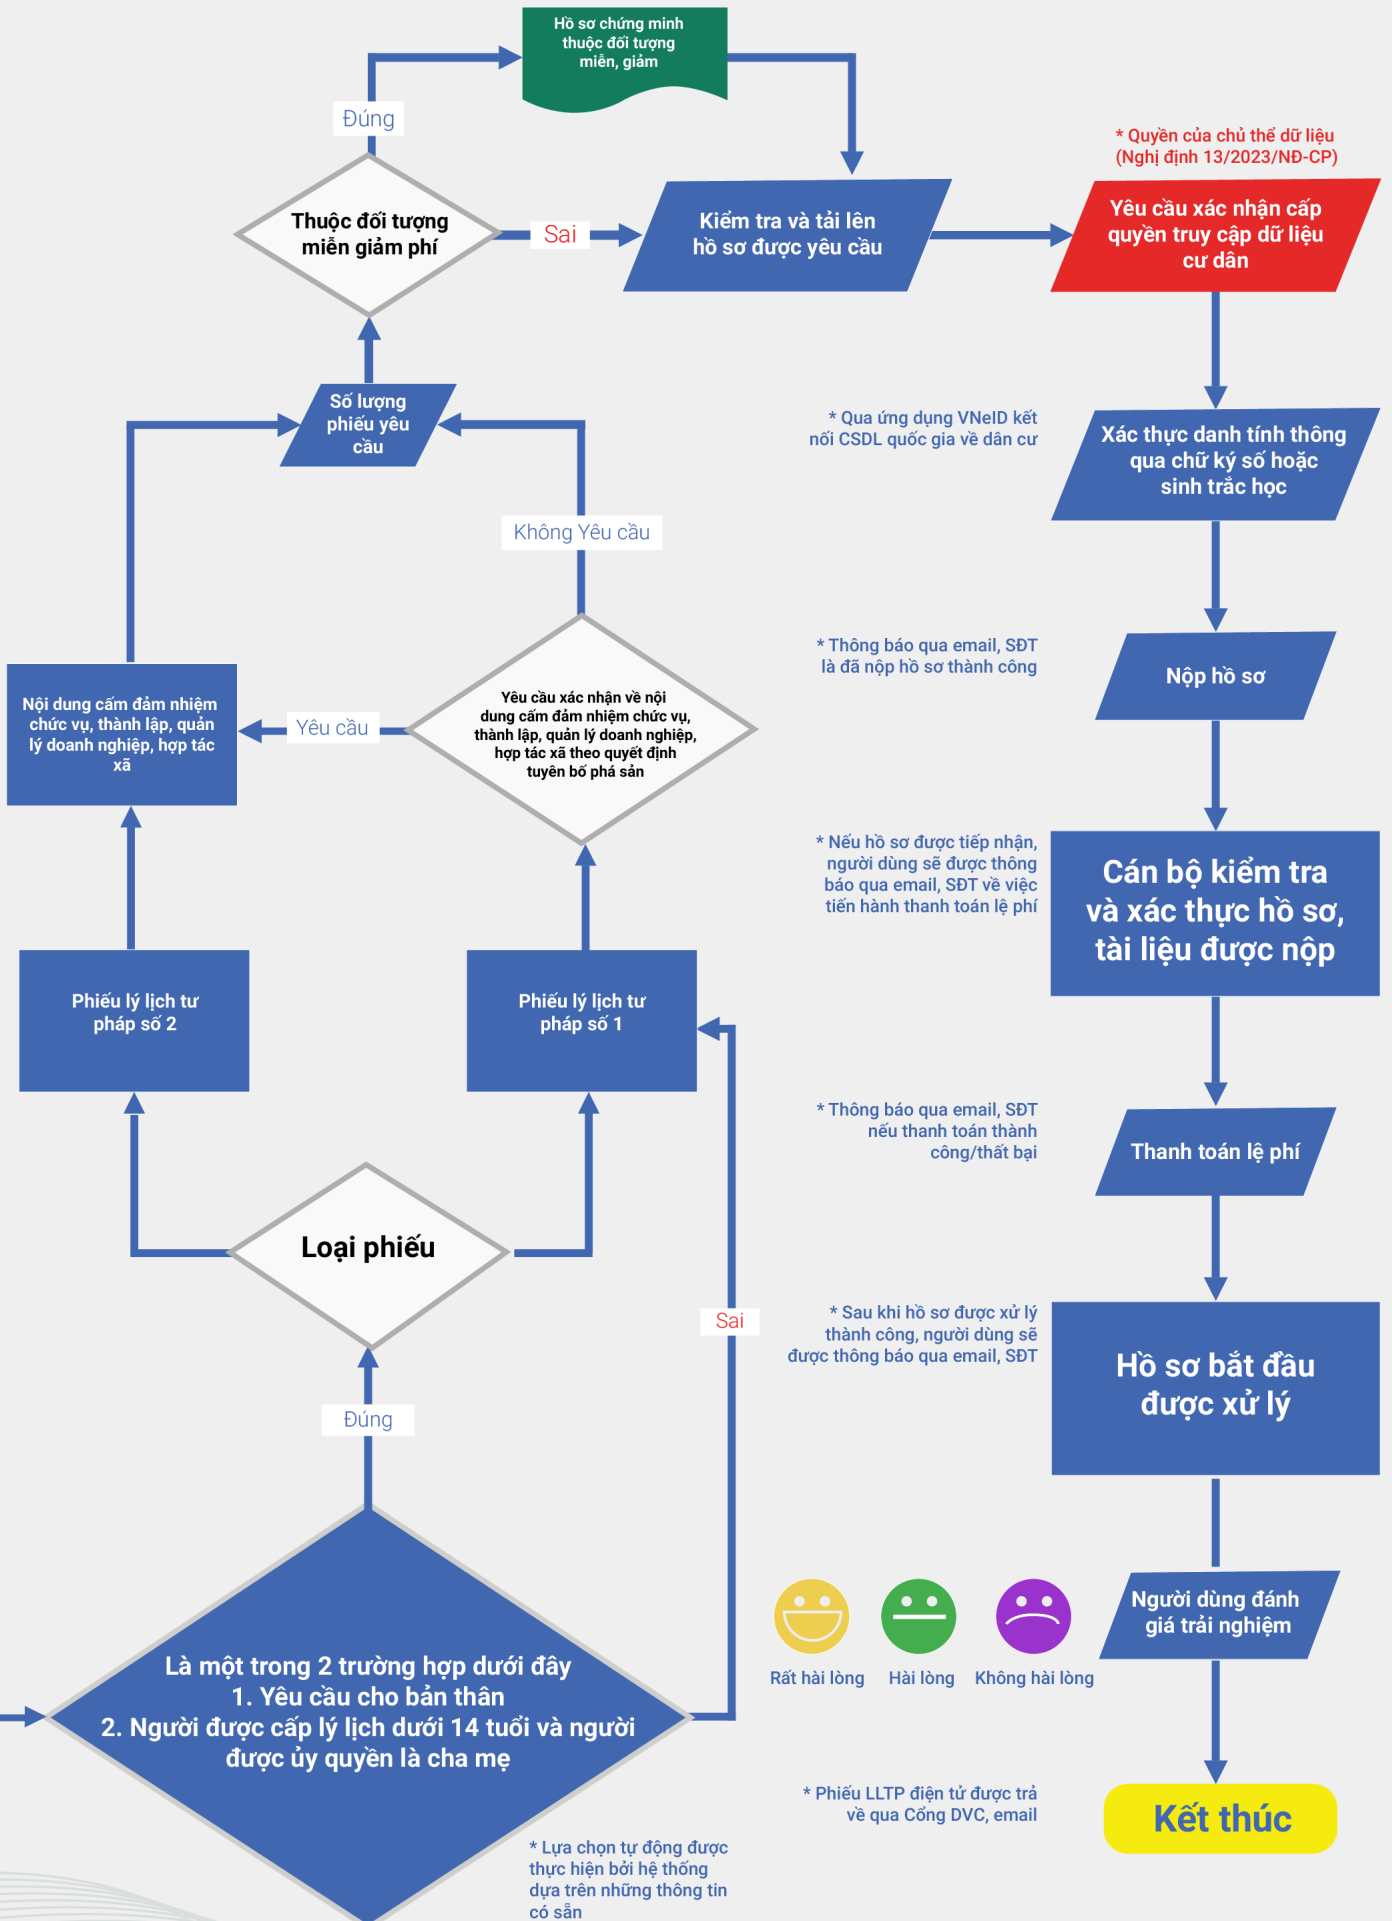 Hồ sơ chứng minh
thuộc đối tượng
miễn, giảm
Đúng
* Quyền của chủ thể dữ liệu
(Nghị định 13/2023/NĐ-CP)
Thuộc đối tượng
miễn giảm phí
Sai
Kiểm tra và tải lên
hồ sơ được yêu cầu
Yêu cầu xác nhận cấp
quyền truy cập dữ liệu
cư dân
Số lượng
phiếu yêu
cầu
* Qua ứng dụng VNeID kết
nối CSDL quốc gia về dân cư
Xác thực danh tính thông
qua chữ ký số hoặc
sinh trắc học
Không Yêu cầu
* Thông báo qua email, SĐT
là đã nộp hồ sơ thành công
Nộp hồ sơ
Nội dung cấm đảm nhiệm
chức vụ, thành lập, quản
lý doanh nghiệp, hợp tác
xã
Yêu cầu
Yêu cầu xác nhận về nội
dung cấm đảm nhiệm chức vụ,
thành lập, quản lý doanh nghiệp,
hợp tác xã theo quyết định
tuyên bố phá sản
* Nếu hồ sơ được tiếp nhận,
người dùng sẽ được thông
báo qua email, SĐT về việc
tiến hành thanh toán lệ phí
Cán bộ kiểm tra
và xác thực hồ sơ,
tài liệu được nộp
Phiếu lý lịch tư
pháp số 2
Phiếu lý lịch tư
pháp số 1
* Thông báo qua email, SĐT
nếu thanh toán thành
công/thất bại
Thanh toán lệ phí
Loại phiếu
Sai
* Sau khi hồ sơ được xử lý
thành công, người dùng sẽ
được thông báo qua email, SĐT
Hồ sơ bắt đầu
được xử lý
Đúng
Người dùng đánh
giá trải nghiệm
Rất hài lòng
Hài lòng
Không hài lòng
Là một trong 2 trường hợp dưới đây
1. Yêu cầu cho bản thân
2. Người được cấp lý lịch dưới 14 tuổi và người
được ủy quyền là cha mẹ
* Phiếu LLTP điện tử được trả
về qua Cổng DVC, email
Kết thúc
* Lựa chọn tự động được
thực hiện bởi hệ thống
dựa trên những thông tin
có sẵn